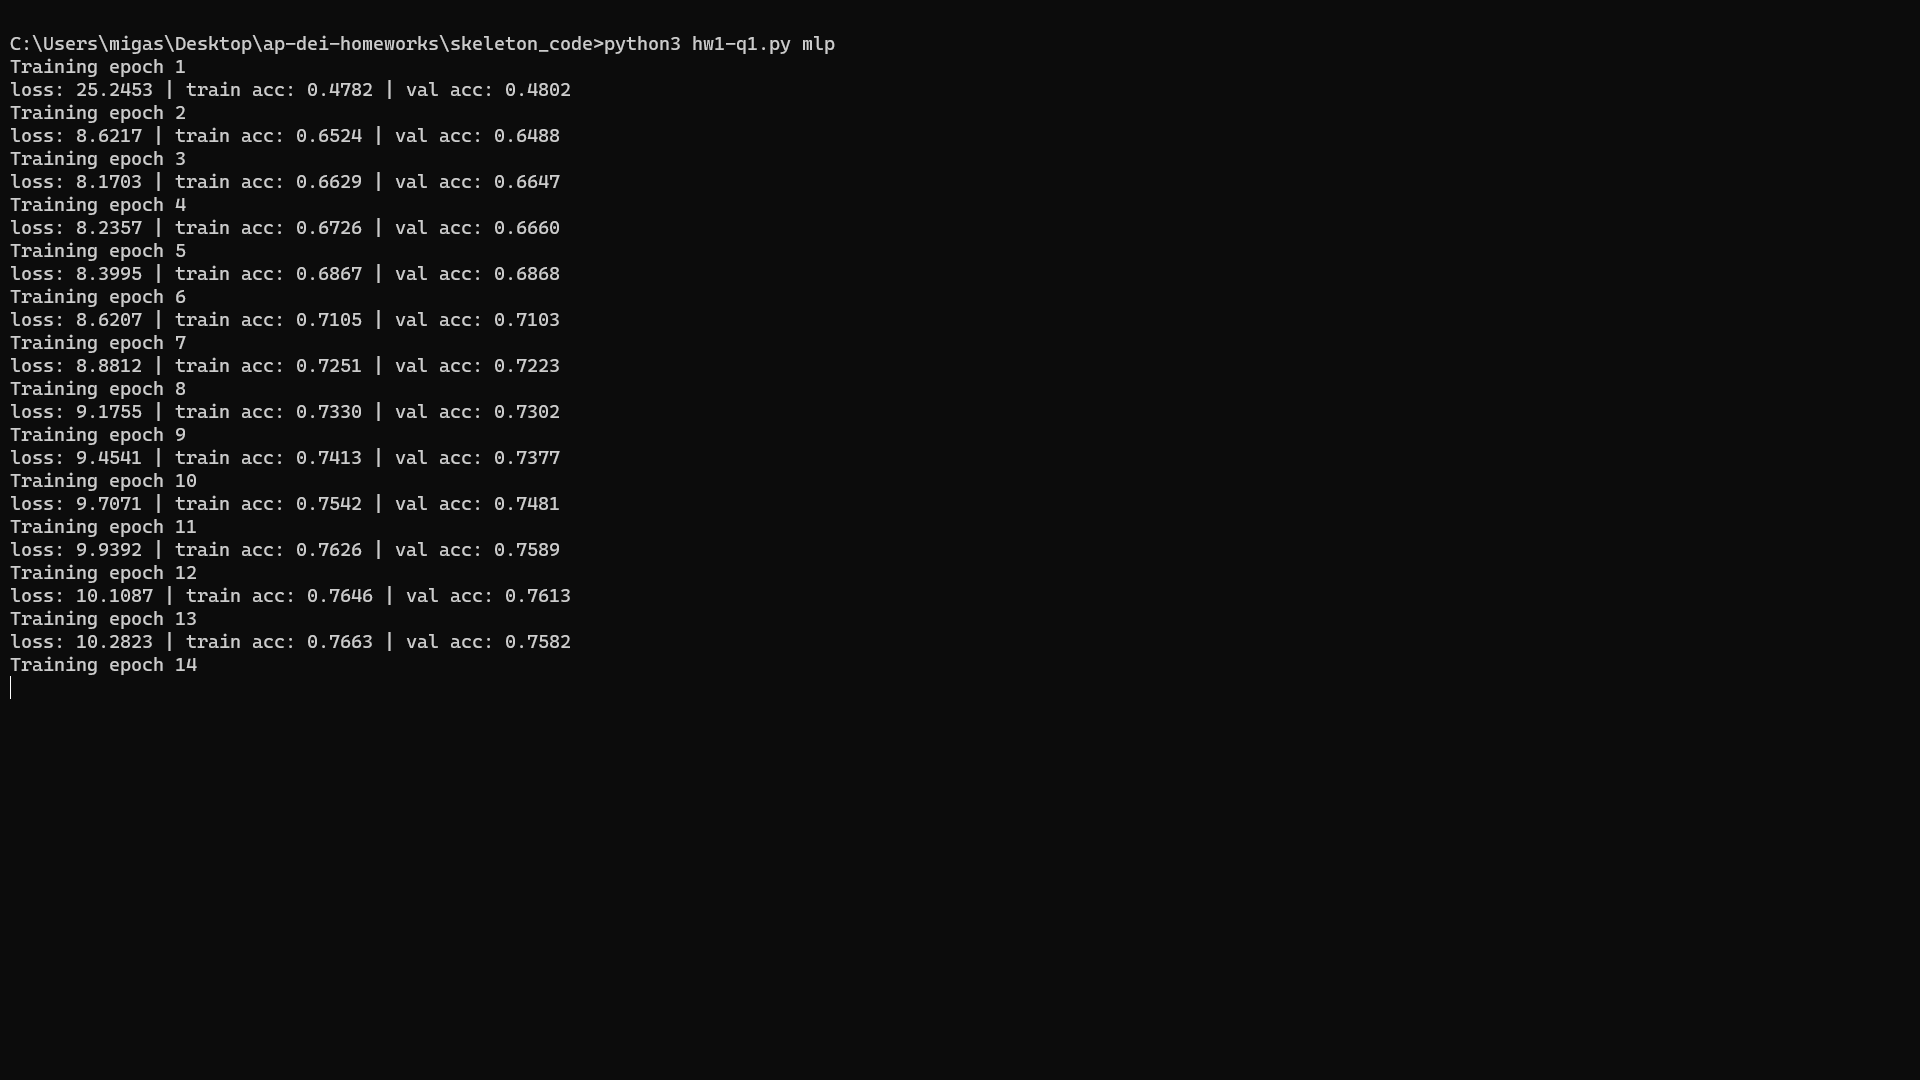 C:\Users\migas\Desktop\ap-dei-homeworks\skeleton_code>python3 hw1-q1.py mlp
Training epoch 1
loss: 25.2453 | train acc: 0.4782 | val acc: 0.4802
Training epoch 2
loss: 8.6217 | train acc: 0.6524 | val acc: 0.6488
Training epoch 3
loss: 8.1703 | train acc: 0.6629 | val acc: 0.6647
Training epoch 4
loss: 8.2357 | train acc: 0.6726 | val acc: 0.6660
Training epoch 5
loss: 8.3995 | train acc: 0.6867 | val acc: 0.6868
Training epoch 6
loss: 8.6207 | train acc: 0.7105 | val acc: 0.7103
Training epoch 7
loss: 8.8812 | train acc: 0.7251 | val acc: 0.7223
Training epoch 8
loss: 9.1755 | train acc: 0.7330 | val acc: 0.7302
Training epoch 9
loss: 9.4541 | train acc: 0.7413 | val acc: 0.7377
Training epoch 10
loss: 9.7071 | train acc: 0.7542 | val acc: 0.7481
Training epoch 11
loss: 9.9392 | train acc: 0.7626 | val acc: 0.7589
Training epoch 12
loss: 10.1087 | train acc: 0.7646 | val acc: 0.7613
Training epoch 13
loss: 10.2823 | train acc: 0.7663 | val acc: 0.7582
Training epoch 14